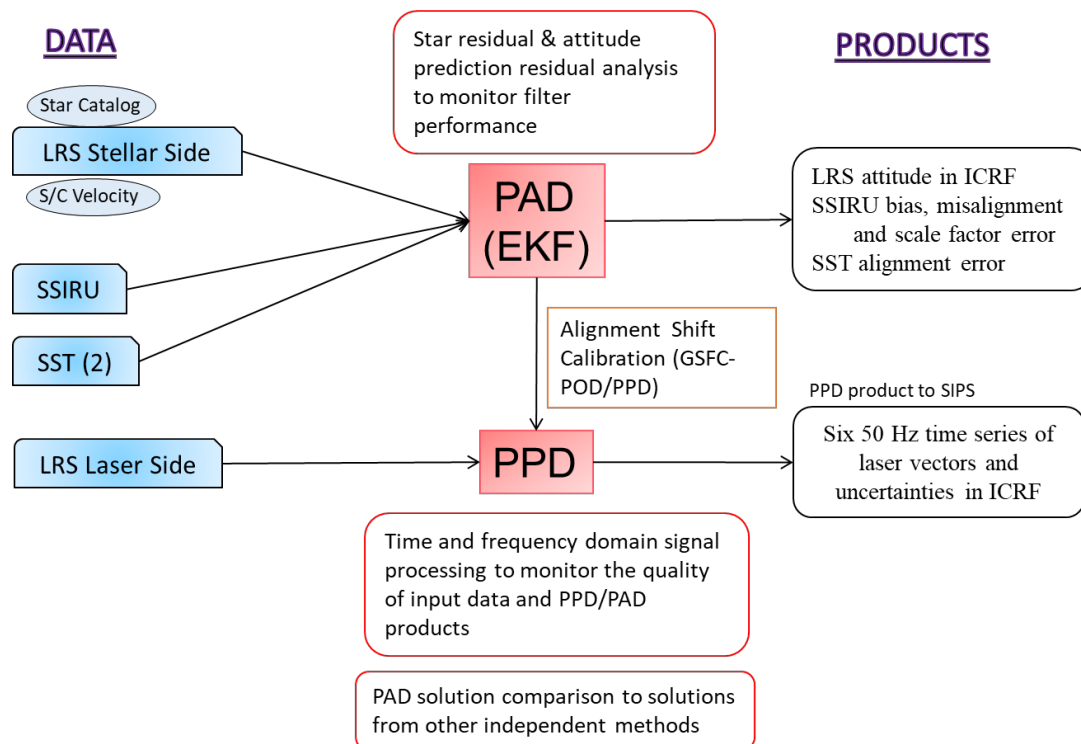 DATA
Star Catalog
LRS Stellar Side
S/C Velocity
SSIRU
SST (2)
LRS Laser Side
Star residual & attitude
prediction residual analysis
to monitor filter
performance
PAD
(EKF)
Alignment Shift
Calibration (GSFC-
POD/PPD)
PPD
Time and frequency domain signal
processing to monitor the quality
of input data and PPD/PAD
products
PAD solution comparison to solutions
from other independent methods
PRODUCTS
LRS attitude in ICRF
SSIRU bias, misalignment
and scale factor error
SST alignment error
PPD product to SIPS
Six 50 Hz time series of
laser vectors and
uncertainties in ICRF